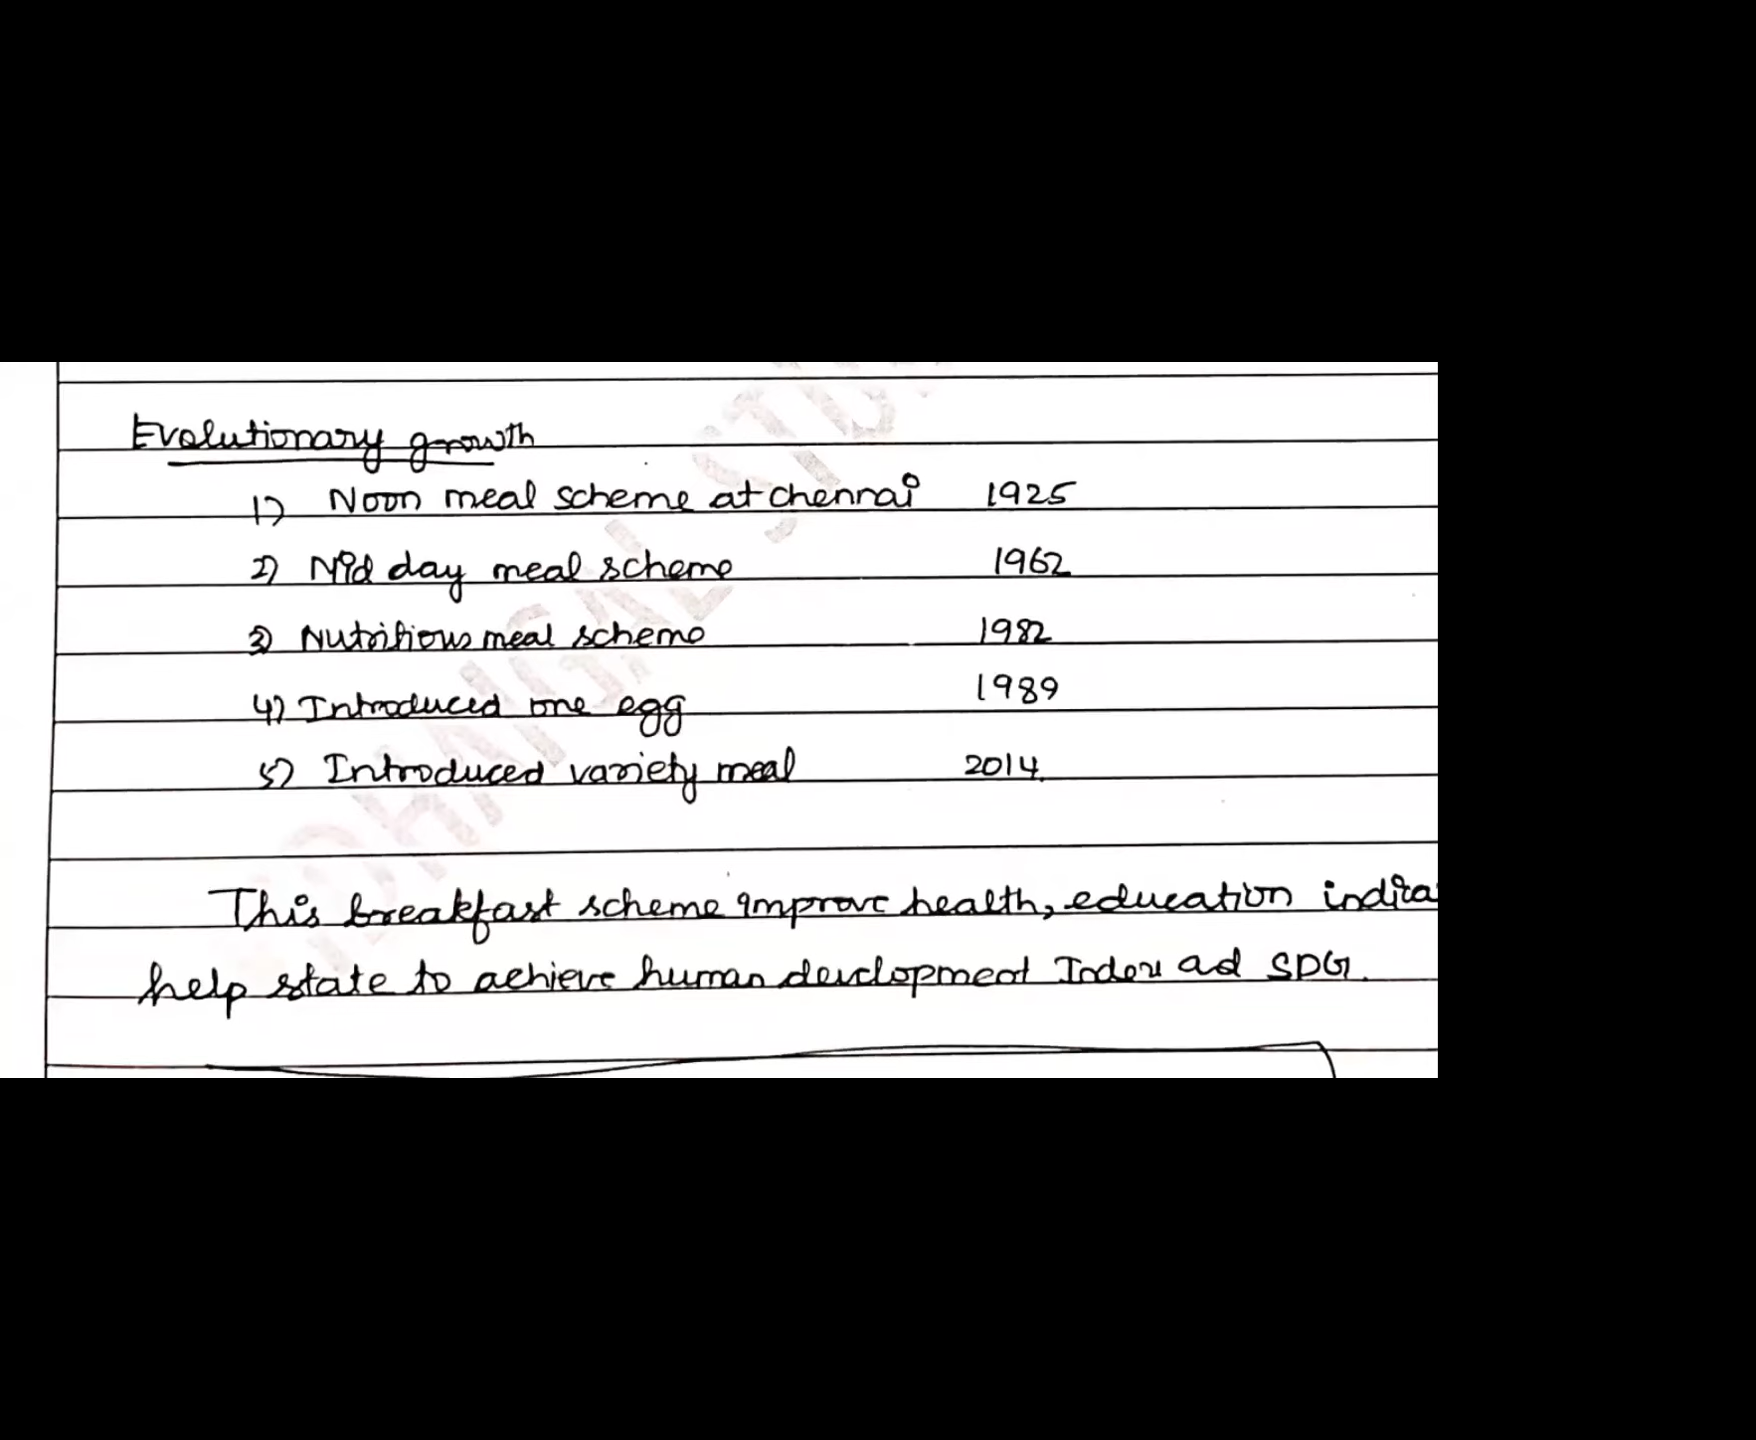 Evolutionary growth
1) Noon meal scheme at chennai 1925
2) Mid day meal scheme 1962
3) Nutritious meal scheme 1982
4) Introduced one egg 1989
5) Introduced variety meal 2014.
This breakfast scheme improve health, education indica
help state to achieve human development Index ad SDG.